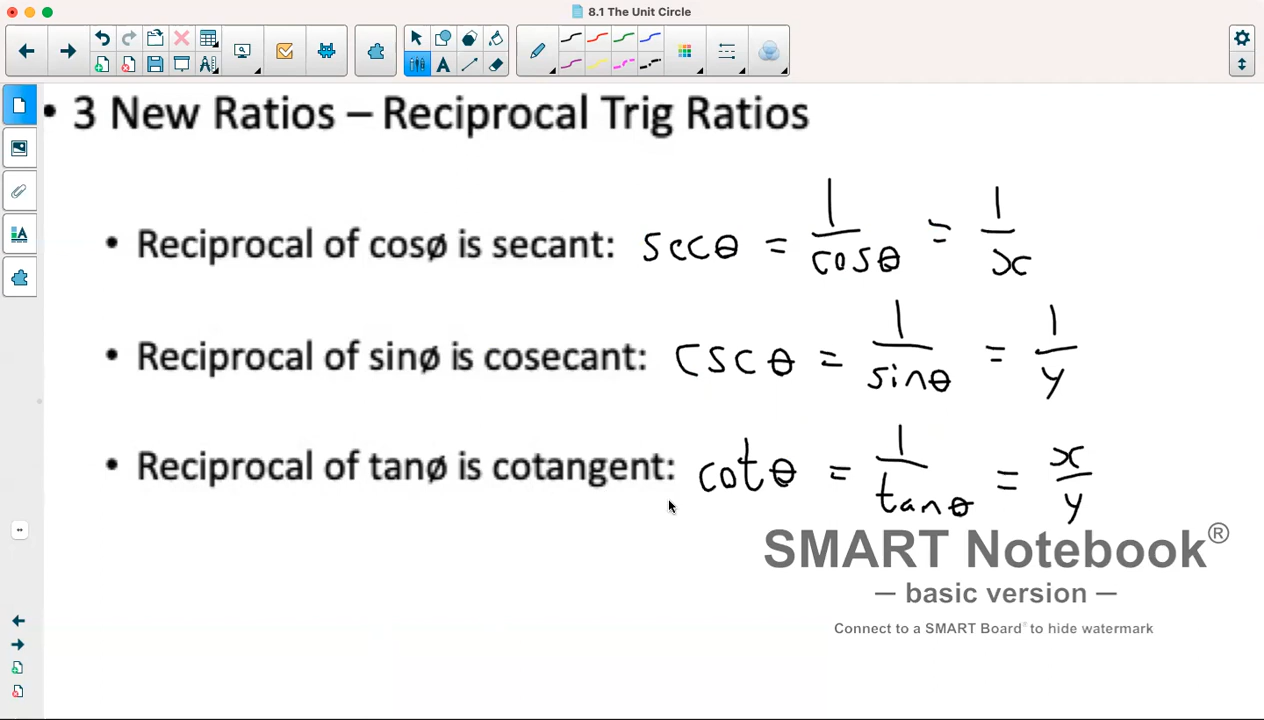 8.1 The Unit Circle
• 3 New Ratios – Reciprocal Trig Ratios
• Reciprocal of cosø is secant: secθ = 1/cosθ = 1/x
• Reciprocal of sinø is cosecant: cscθ = 1/sinθ = 1/y
• Reciprocal of tanø is cotangent: cotθ = 1/tanθ = x/y
SMART Notebook®
— basic version —
Connect to a SMART Board® to hide watermark